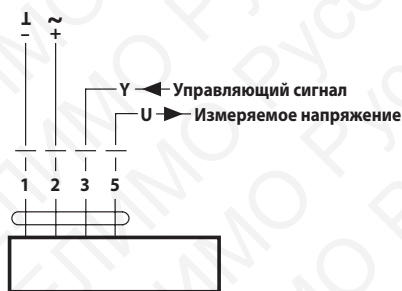 ⊥ ~
– +
Y Управляющий сигнал
U Измеряемое напряжение
1 2 3 5